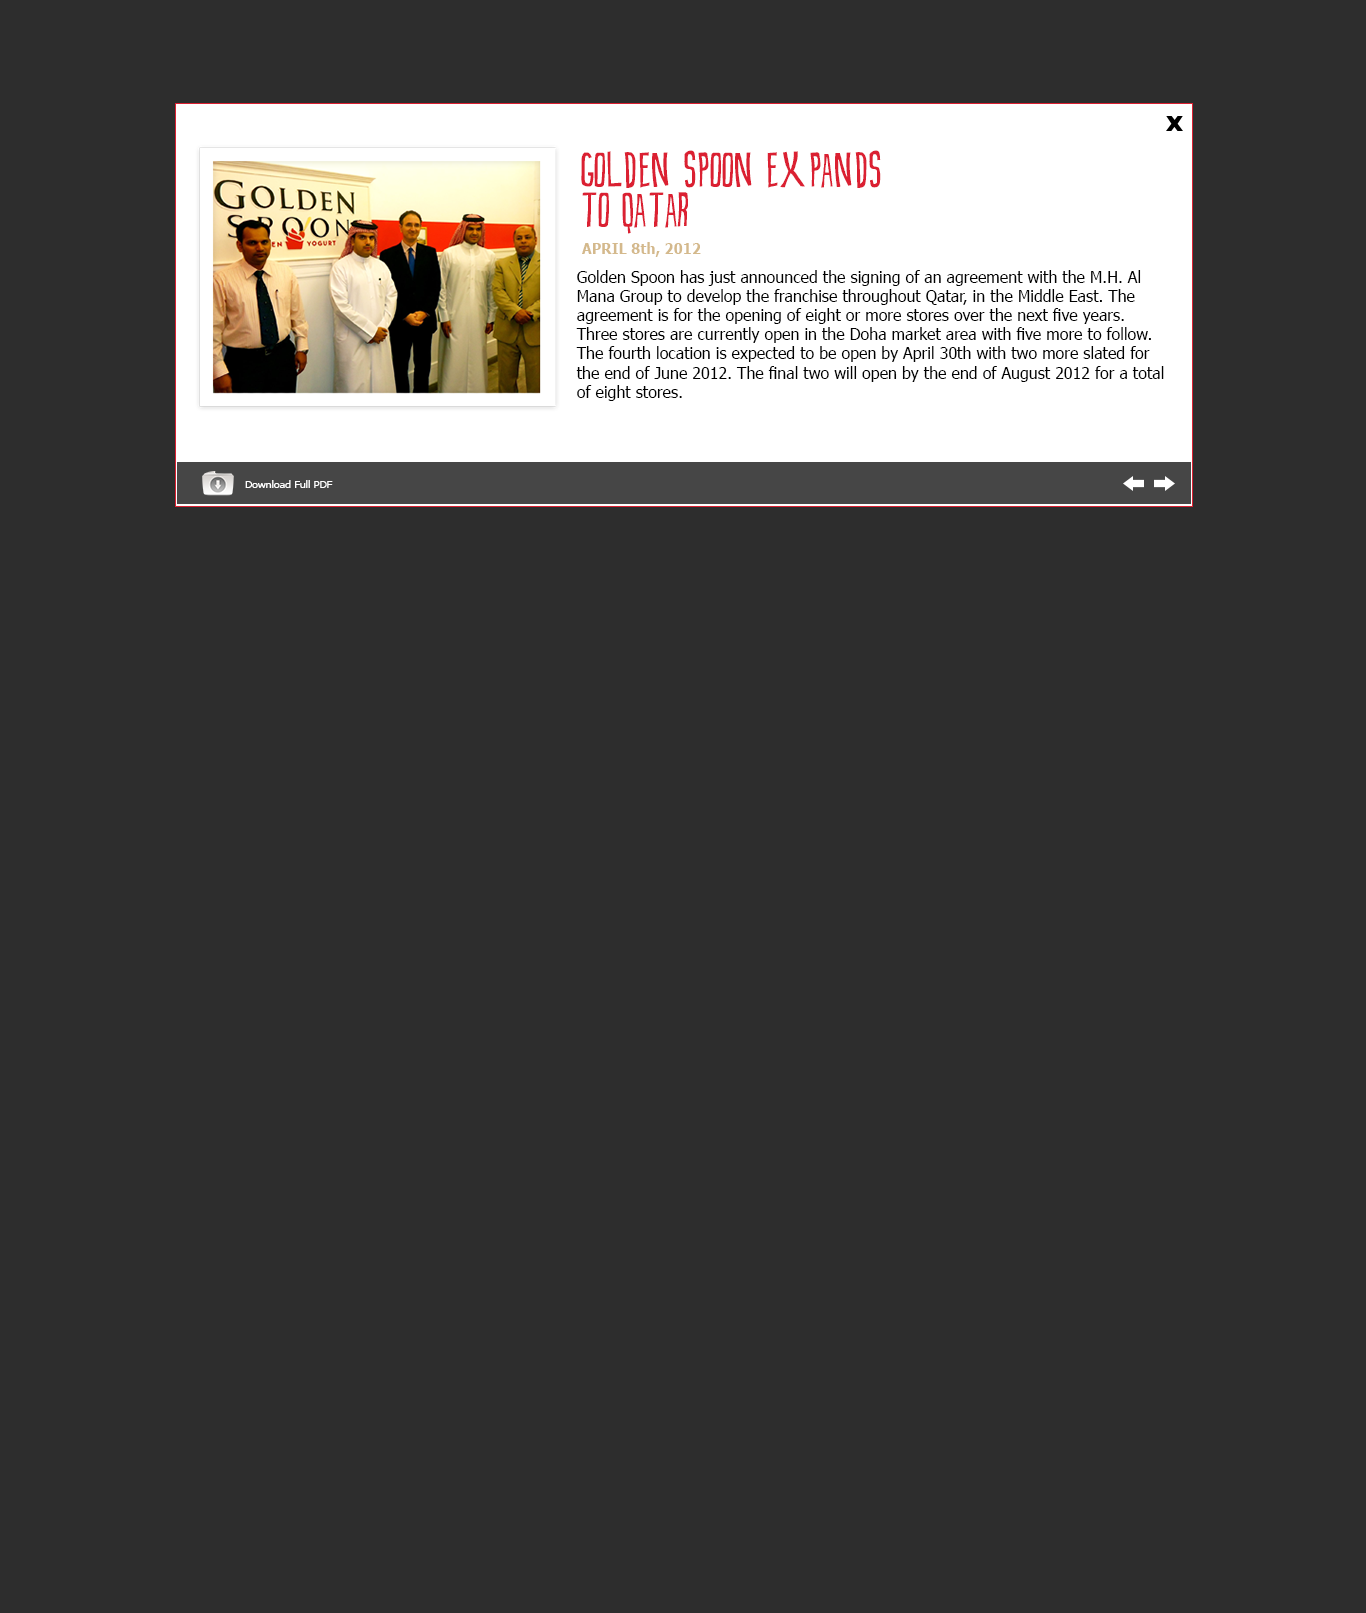 X
GOLDEN SPOON EXPANDS
TO QATAR
APRIL 8th, 2012
Golden Spoon has just announced the signing of an agreement with the M.H. Al
Mana Group to develop the franchise throughout Qatar, in the Middle East. The
agreement is for the opening of eight or more stores over the next five years.
Three stores are currently open in the Doha market area with five more to follow.
The fourth location is expected to be open by April 30th with two more slated for
the end of June 2012. The final two will open by the end of August 2012 for a total
of eight stores.
GOLDEN
SPOON
YOGURT
Download Full PDF